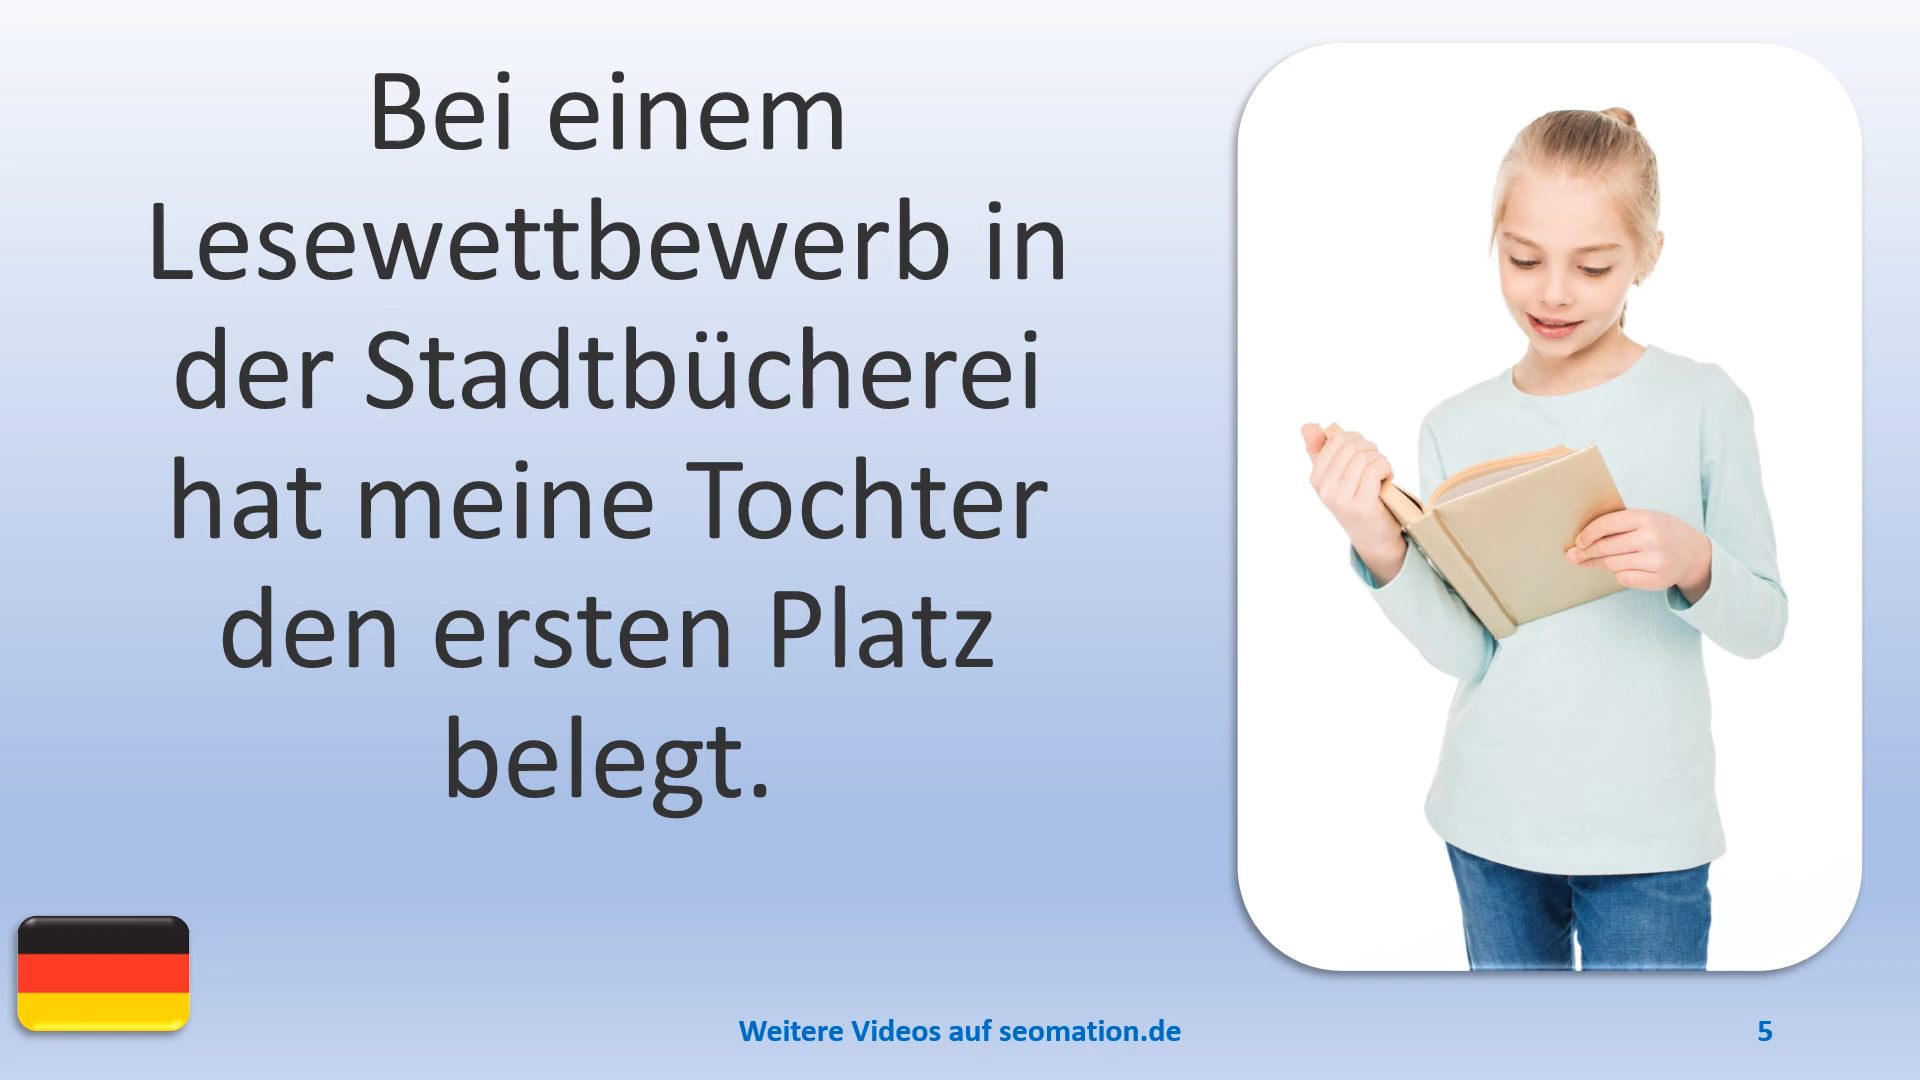 Bei einem
Lesewettbewerb in
der Stadtbücherei
hat meine Tochter
den ersten Platz
belegt.
Weitere Videos auf seomation.de
5